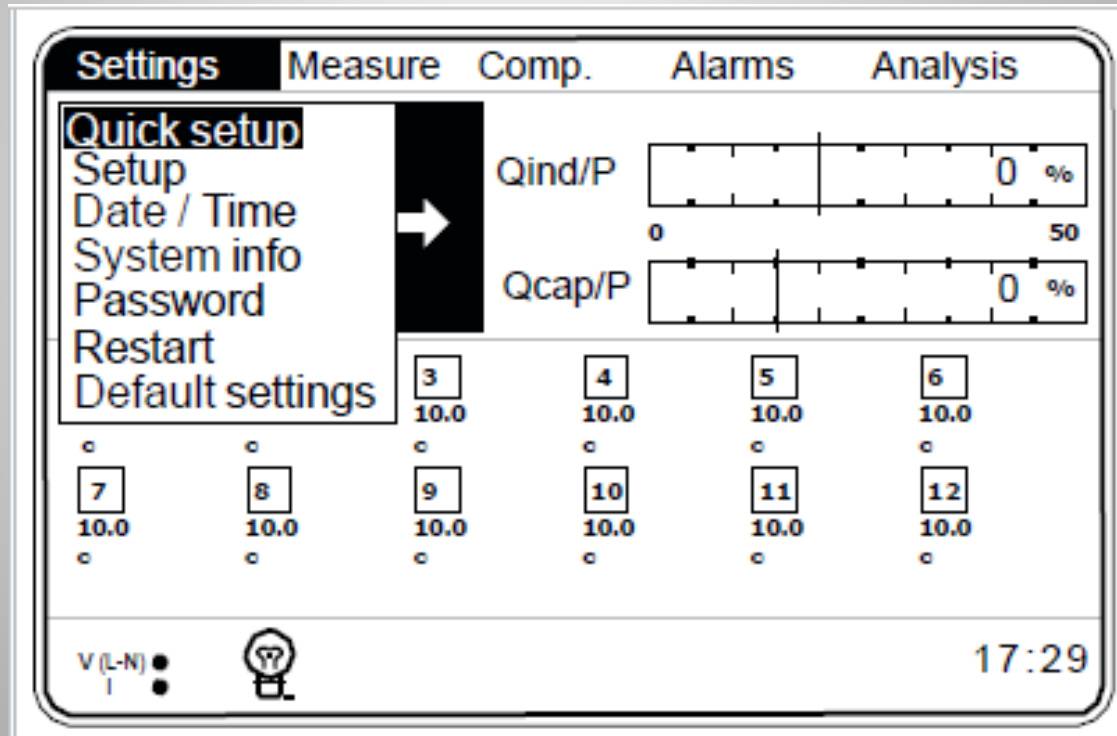 Settings Measure Comp. Alarms Analysis
Quick setup
Setup
Date / Time
System info
Password
Restart
Default settings
Qind/P 0 %
0 50
Qcap/P 0 %
3 4 5 6
10.0 10.0 10.0 10.0
c c c c c c
7 8 9 10 11 12
10.0 10.0 10.0 10.0 10.0 10.0
c c c c c c
V (L-N)
I
17:29